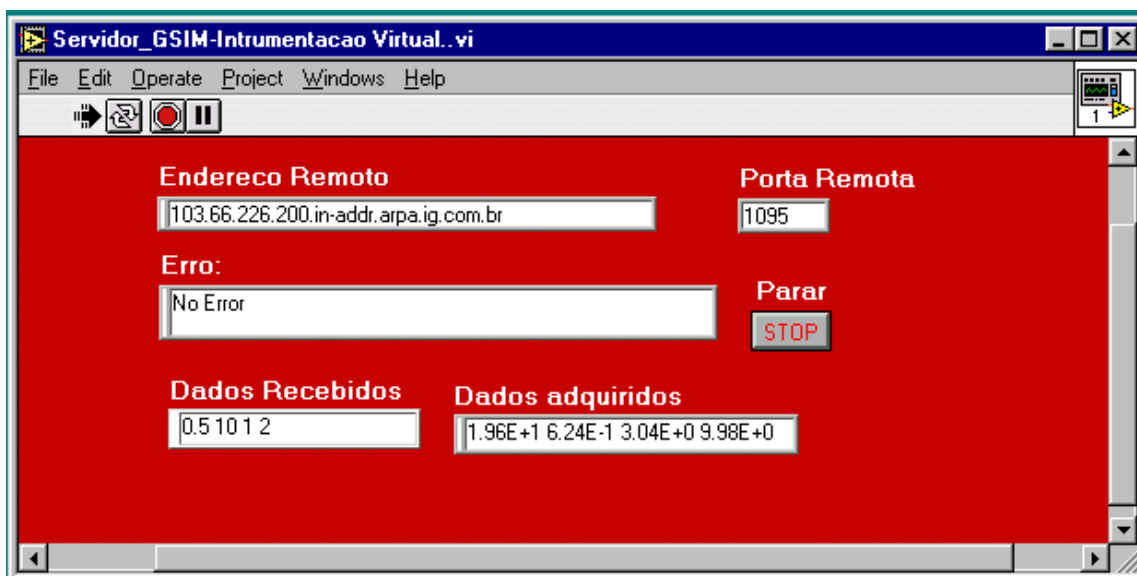 Servidor_GSIM-Intrumentacao Virtual..vi
File Edit Operate Project Windows Help
1
Endereco Remoto
Porta Remota
103.66.226.200.in-addr.arpa.ig.com.br
1095
Erro:
No Error
Parar
STOP
Dados Recebidos
Dados adquiridos
0.5 10 1 2
1.96E+1 6.24E-1 3.04E+0 9.98E+0